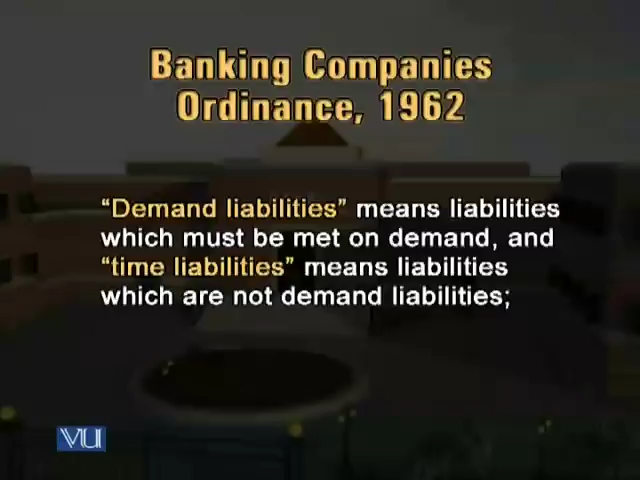 Banking Companies
Ordinance, 1962
“Demand liabilities” means liabilities
which must be met on demand, and
“time liabilities” means liabilities
which are not demand liabilities;
VU